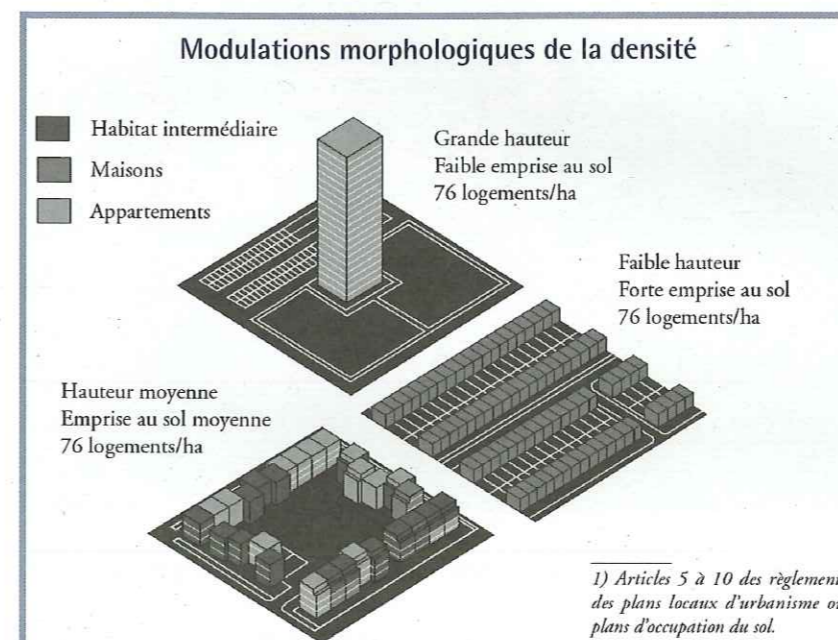 Modulations morphologiques de la densité
Habitat intermédiaire
Maisons
Appartements
Grande hauteur
Faible emprise au sol
76 logements/ha
Faible hauteur
Forte emprise au sol
76 logements/ha
Hauteur moyenne
Emprise au sol moyenne
76 logements/ha
1) Articles 5 à 10 des règlemen
des plans locaux d'urbanisme o
plans d'occupation du sol.